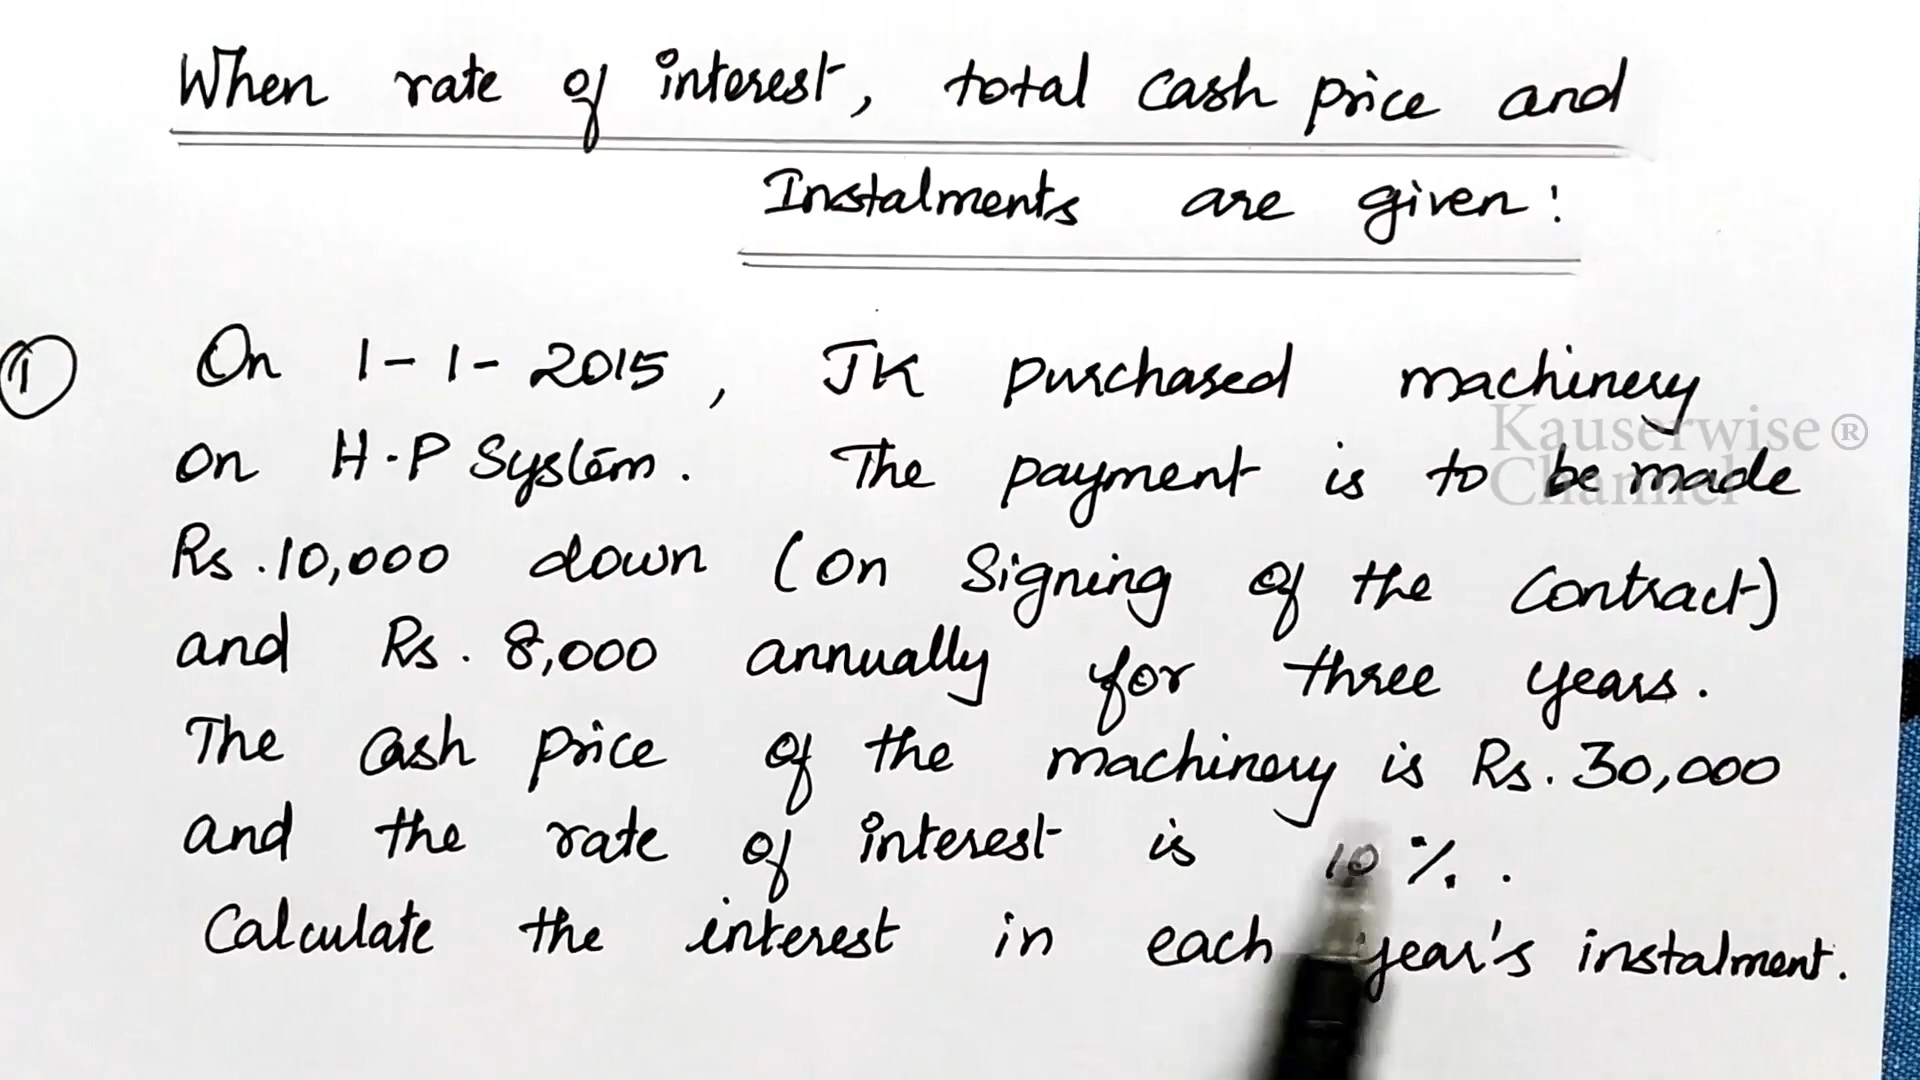 When rate of interest, total cash price and
Instalments are given:
① On 1-1-2015, JK purchased machinery
on H.P System. The payment is to be made
Rs.10,000 down (on signing of the contract)
and Rs. 8,000 annually for three years.
The cash price of the machinery is Rs. 30,000
and the rate of interest is 10%.
Calculate the interest in each year's instalment.
Kauserwise®
Channel